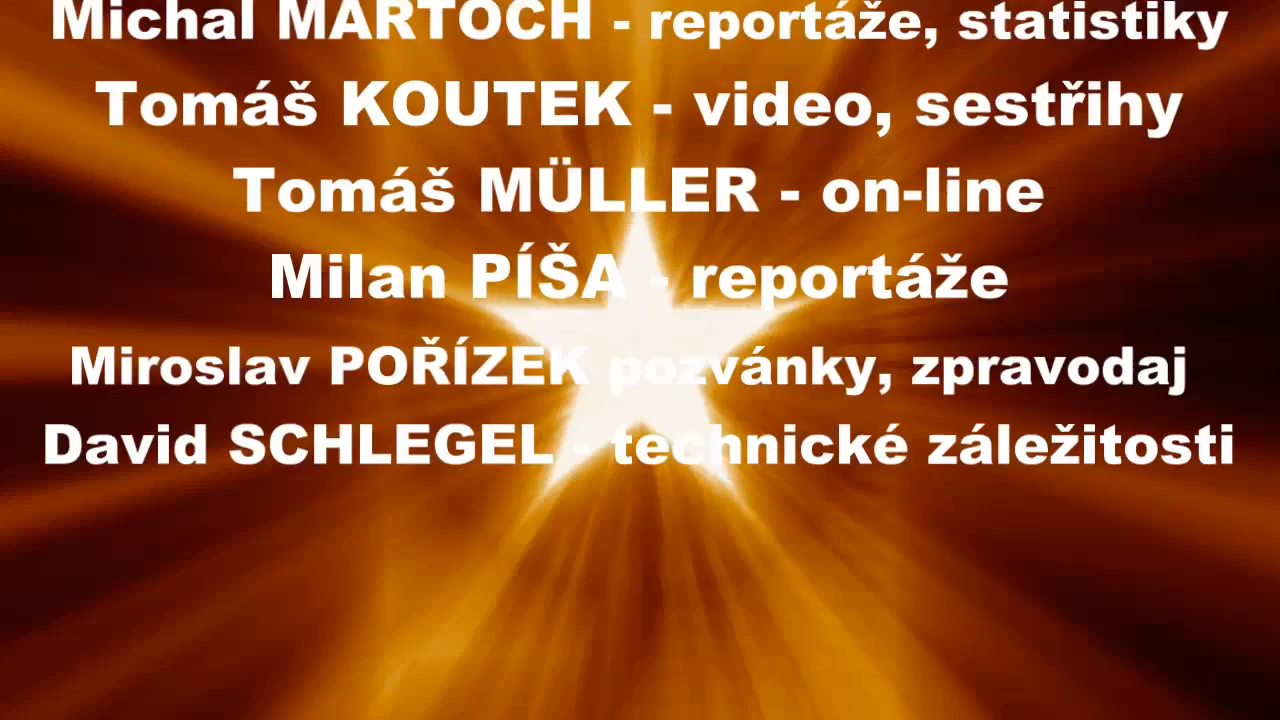 Michal MARTOCH - reportáže, statistiky
Tomáš KOUTEK - video, sestřihy
Tomáš MÜLLER - on-line
Milan PÍŠA - reportáže
Miroslav POŘÍZEK pozvánky, zpravodaj
David SCHLEGEL - technické záležitosti